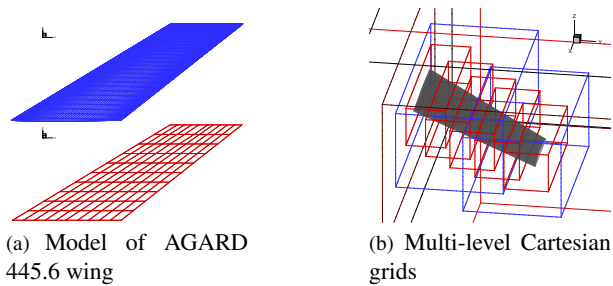 z
Y
X
(a) Model of AGARD
445.6 wing
(b) Multi-level Cartesian
grids